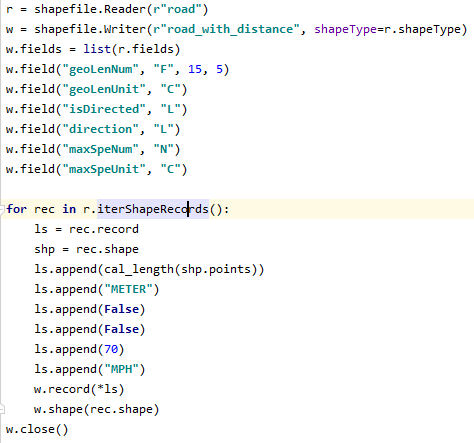 r = shapefile.Reader(r"road")
w = shapefile.Writer(r"road_with_distance", shapeType=r.shapeType)
w.fields = list(r.fields)
w.field("geoLenNum", "F", 15, 5)
w.field("geoLenUnit", "C")
w.field("isDirected", "L")
w.field("direction", "L")
w.field("maxSpeNum", "N")
w.field("maxSpeUnit", "C")

for rec in r.iterShapeRecords():
    ls = rec.record
    shp = rec.shape
    ls.append(cal_length(shp.points))
    ls.append("METER")
    ls.append(False)
    ls.append(False)
    ls.append(70)
    ls.append("MPH")
    w.record(*ls)
    w.shape(rec.shape)
w.close()